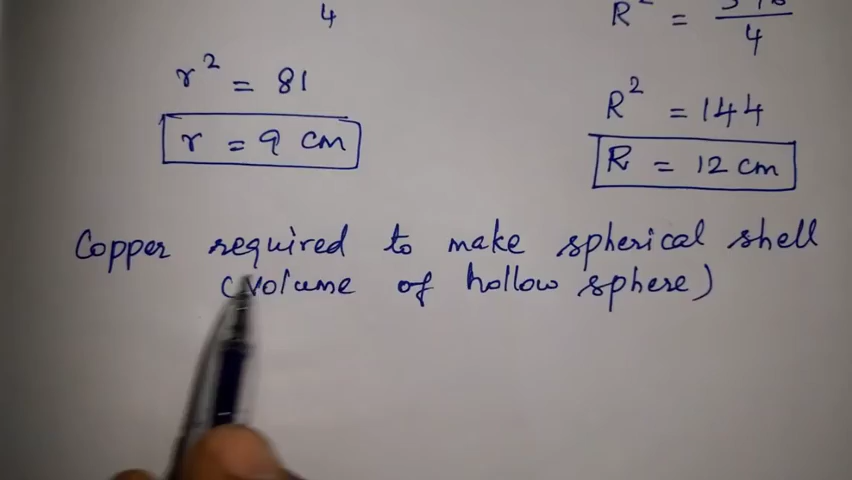 4
R² =
4
r² = 81
R² = 144
r = 9 cm
R = 12 cm
Copper required to make spherical shell
(Volume of hollow sphere)